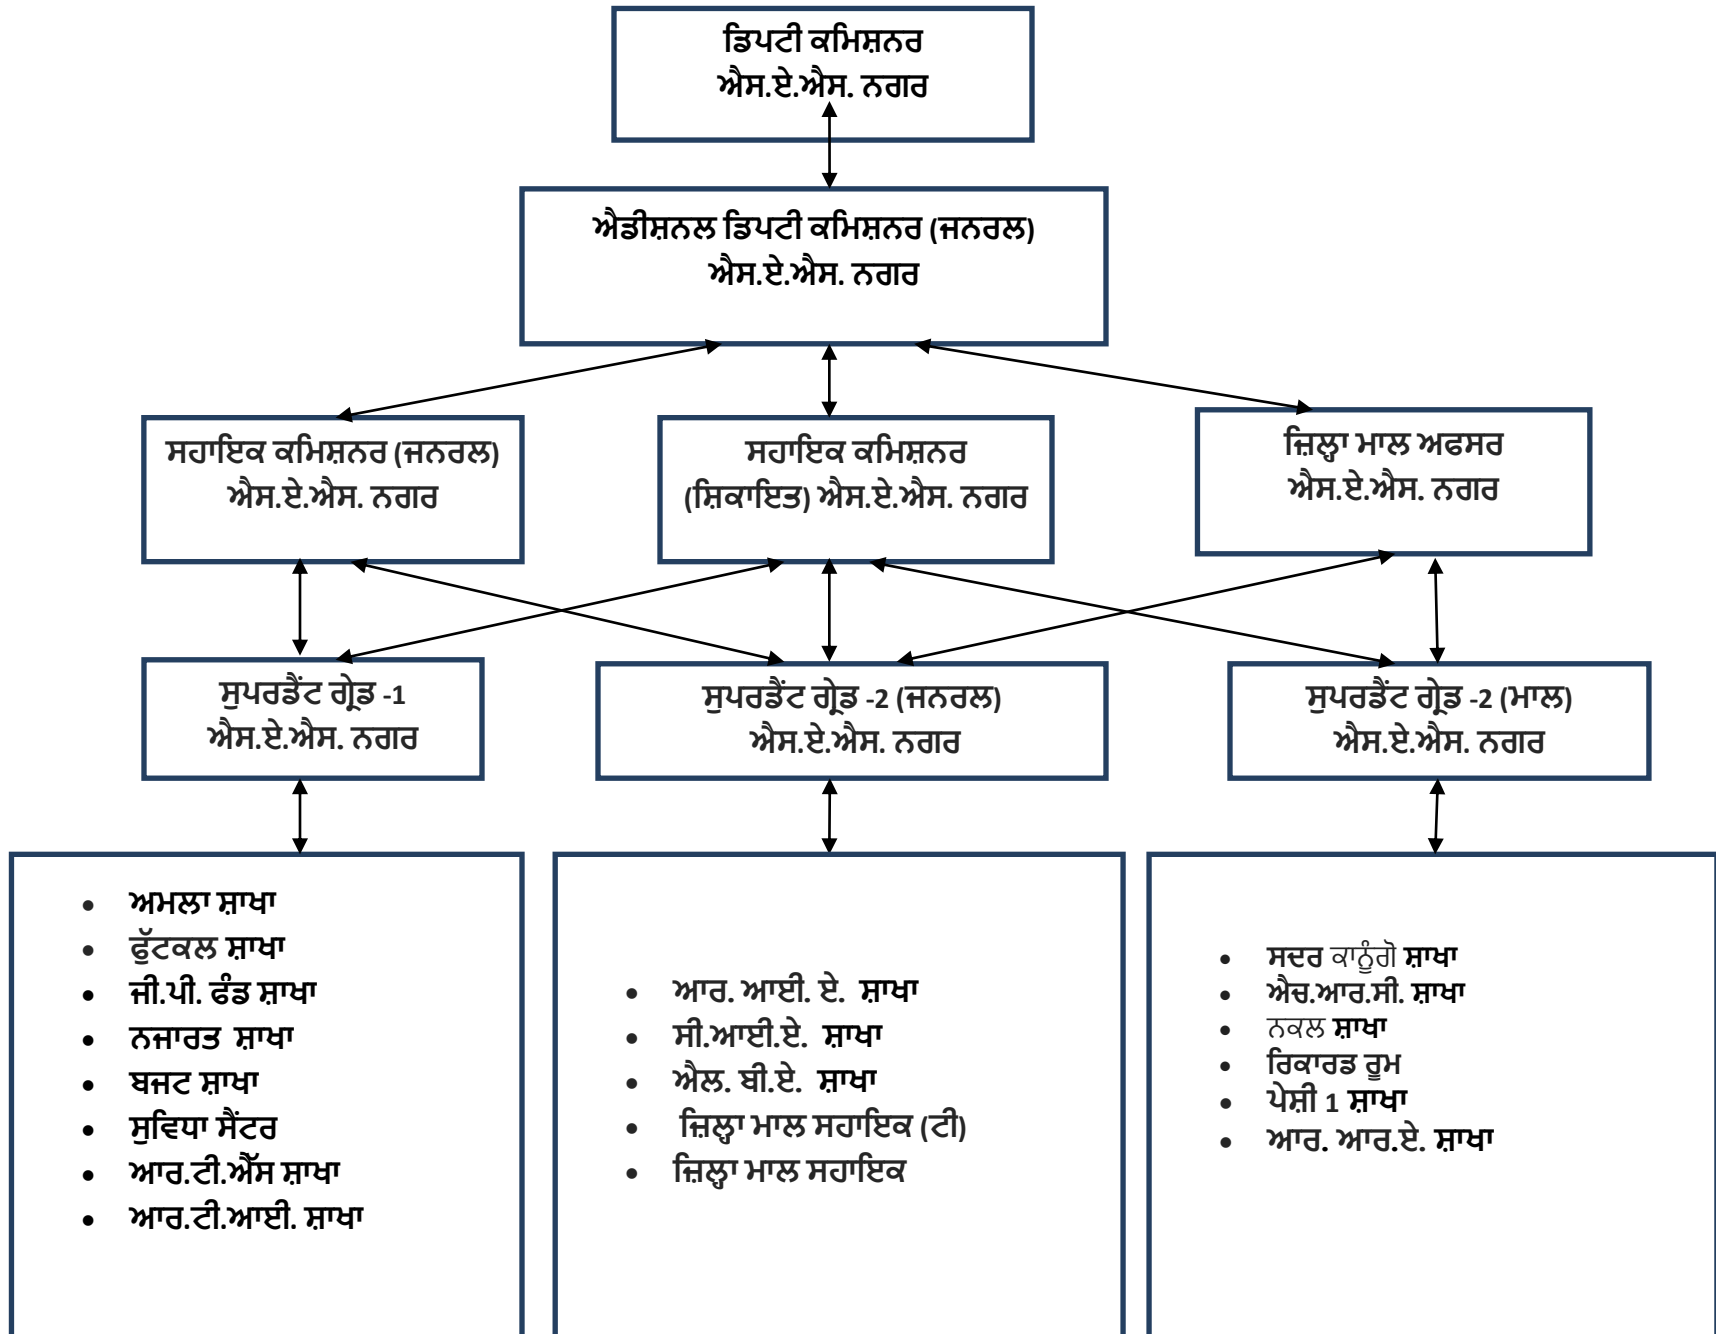 ਡਿਪਟੀ ਕਮਿਸ਼ਨਰ
ਐਸ.ਏ.ਐਸ. ਨਗਰ
ਐਡੀਸ਼ਨਲ ਡਿਪਟੀ ਕਮਿਸ਼ਨਰ (ਜਨਰਲ)
ਐਸ.ਏ.ਐਸ. ਨਗਰ
ਸਹਾਇਕ ਕਮਿਸ਼ਨਰ (ਜਨਰਲ)
ਐਸ.ਏ.ਐਸ. ਨਗਰ
ਸਹਾਇਕ ਕਮਿਸ਼ਨਰ
(ਸ਼ਿਕਾਇਤ) ਐਸ.ਏ.ਐਸ. ਨਗਰ
ਜ਼ਿਲ੍ਹਾ ਮਾਲ ਅਫਸਰ
ਐਸ.ਏ.ਐਸ. ਨਗਰ
ਸੁਪਰਡੈਂਟ ਗ੍ਰੇਡ -1
ਐਸ.ਏ.ਐਸ. ਨਗਰ
ਸੁਪਰਡੈਂਟ ਗ੍ਰੇਡ -2 (ਜਨਰਲ)
ਐਸ.ਏ.ਐਸ. ਨਗਰ
ਸੁਪਰਡੈਂਟ ਗ੍ਰੇਡ -2 (ਮਾਲ)
ਐਸ.ਏ.ਐਸ. ਨਗਰ
• ਅਮਲਾ ਸ਼ਾਖਾ
• ਫੁੱਟਕਲ ਸ਼ਾਖਾ
• ਜੀ.ਪੀ. ਫੰਡ ਸ਼ਾਖਾ
• ਨਜਾਰਤ ਸ਼ਾਖਾ
• ਬਜਟ ਸ਼ਾਖਾ
• ਸੁਵਿਧਾ ਸੈਂਟਰ
• ਆਰ.ਟੀ.ਐੱਸ ਸ਼ਾਖਾ
• ਆਰ.ਟੀ.ਆਈ. ਸ਼ਾਖਾ
• ਆਰ. ਆਈ. ਏ. ਸ਼ਾਖਾ
• ਸੀ.ਆਈ.ਏ. ਸ਼ਾਖਾ
• ਐਲ. ਬੀ.ਏ. ਸ਼ਾਖਾ
• ਜ਼ਿਲ੍ਹਾ ਮਾਲ ਸਹਾਇਕ (ਟੀ)
• ਜ਼ਿਲ੍ਹਾ ਮਾਲ ਸਹਾਇਕ
• ਸਦਰ ਕਾਨੂੰਗੋ ਸ਼ਾਖਾ
• ਐਚ.ਆਰ.ਸੀ. ਸ਼ਾਖਾ
• ਨਕਲ ਸ਼ਾਖਾ
• ਰਿਕਾਰਡ ਰੂਮ
• ਪੇਸ਼ੀ 1 ਸ਼ਾਖਾ
• ਆਰ. ਆਰ.ਏ. ਸ਼ਾਖਾ